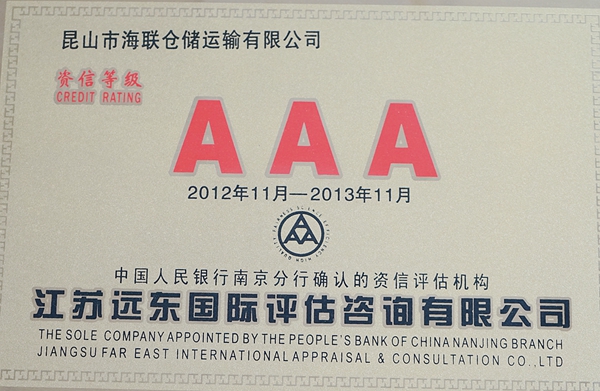 昆山市海联仓储运输有限公司
资信等级
CREDIT RATING
AAA
2012年11月—2013年11月
AAA
中国人民银行南京分行确认的资信评估机构
江苏远东国际评估咨询有限公司
THE SOLE COMPANY APPOINTED BY THE PEOPLE'S BANK OF CHINA NANJING BRANCH
JIANGSU FAR EAST INTERNATIONAL APPRAISAL & CONSULTATION CO.,LTD